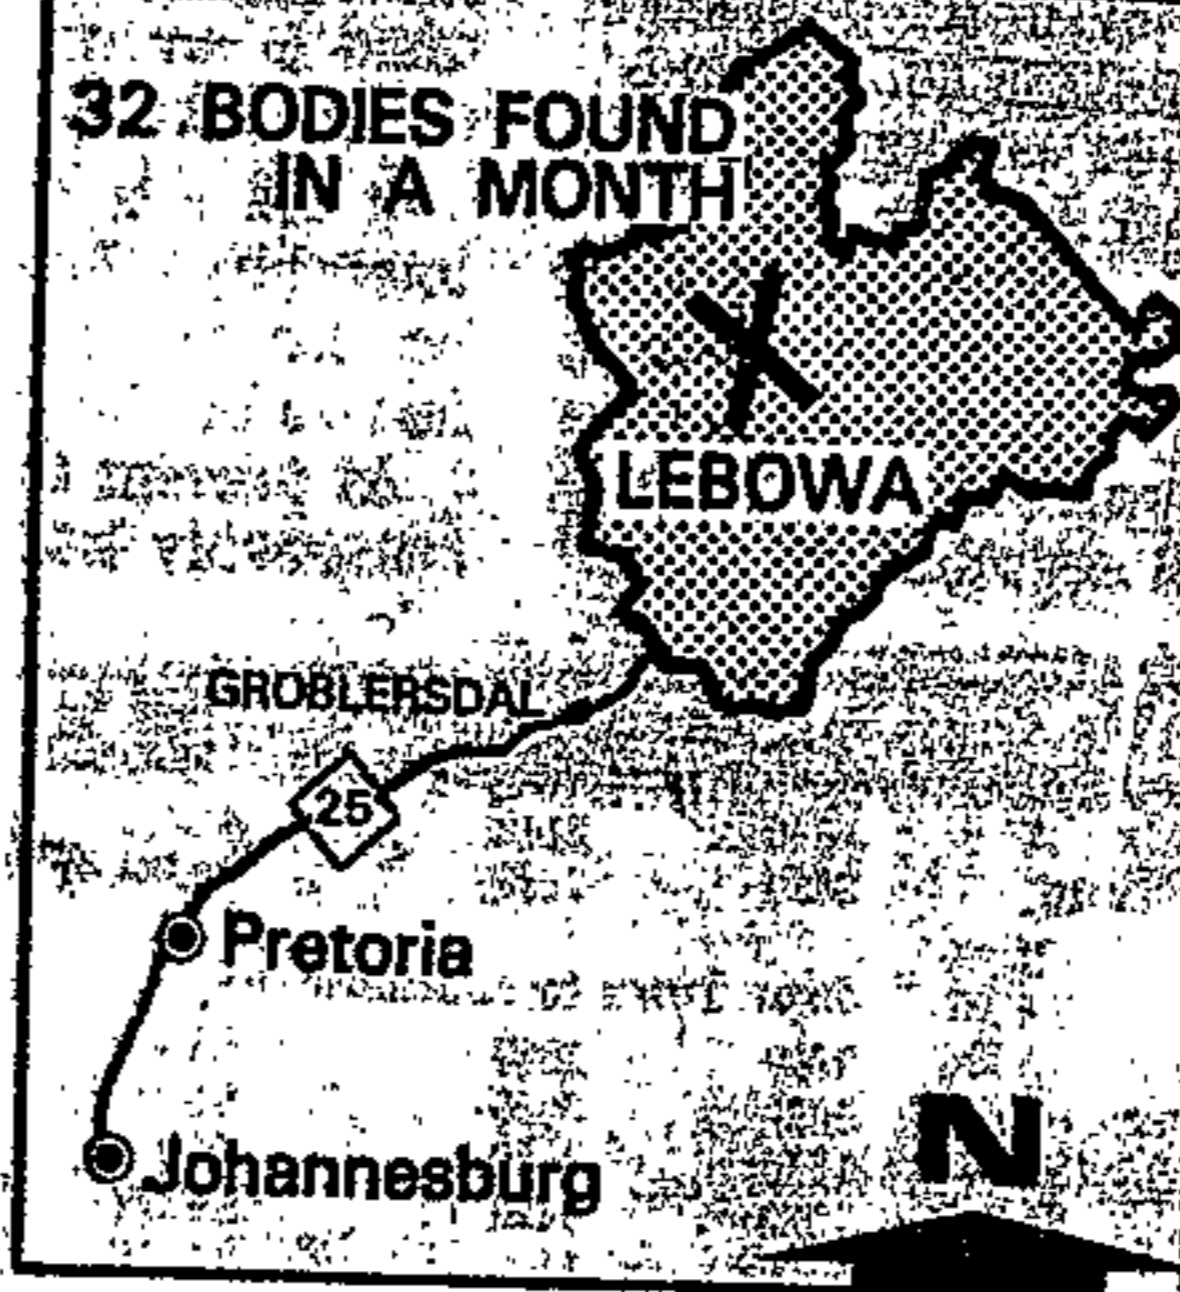 32 BODIES FOUND
IN A MONTH
LEBOWA
GROBLERSDAL
25
Pretoria
Johannesburg
N